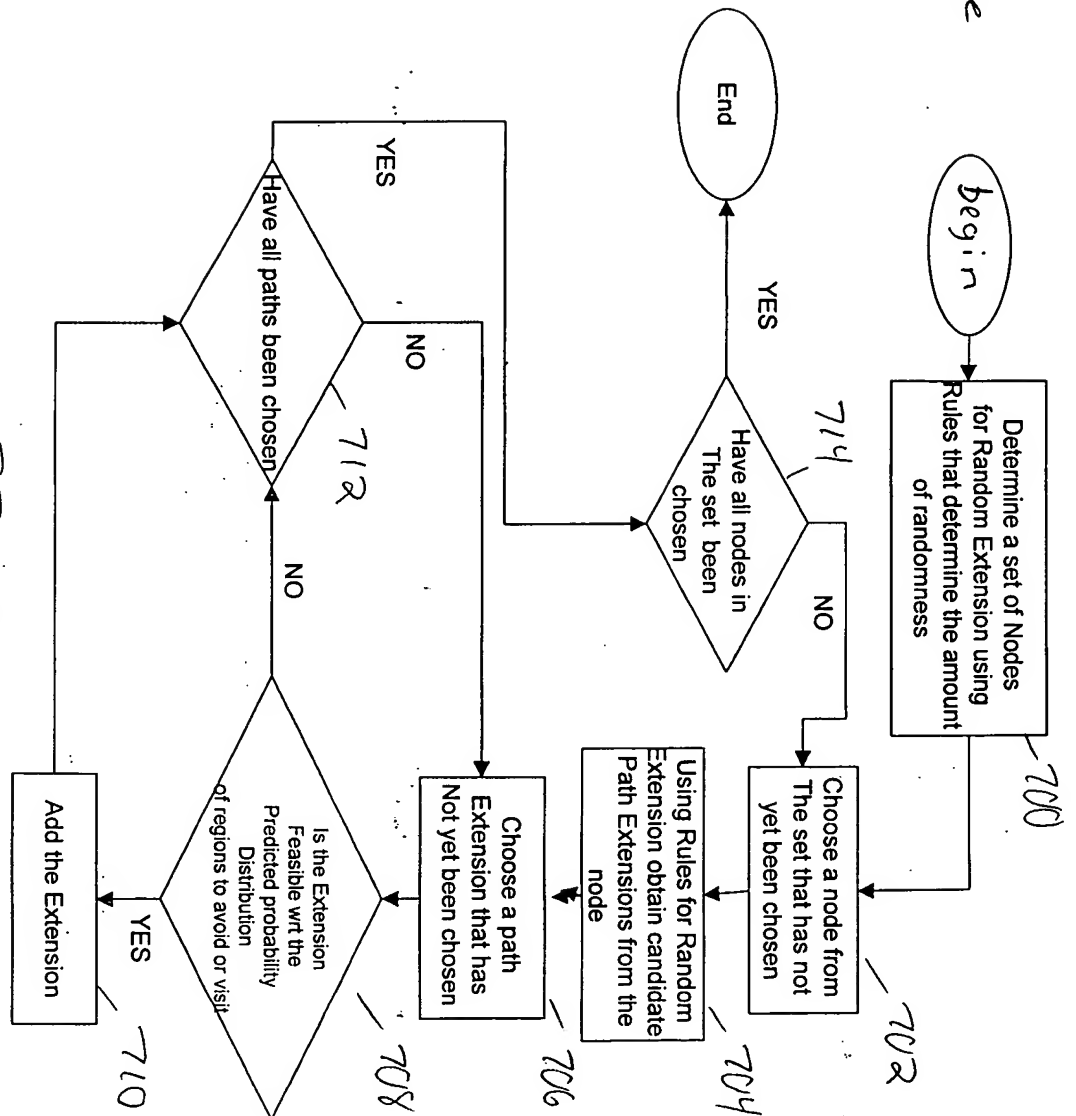 begin
Determine a set of Nodes
for Random Extension using
Rules that determine the amount
of randomness
700
Choose a node from
The set that has not
yet been chosen
702
Using Rules for Random
Extension obtain candidate
Path Extensions from the
node
704
Choose a path
Extension that has
Not yet been chosen
706
Is the Extension
Feasible wrt the
Predicted probability
Distribution
of regions to avoid or visit
708
YES
NO
Add the Extension
710
Have all paths been chosen
712
NO
YES
Have all nodes in
The set been
chosen
714
NO
YES
End